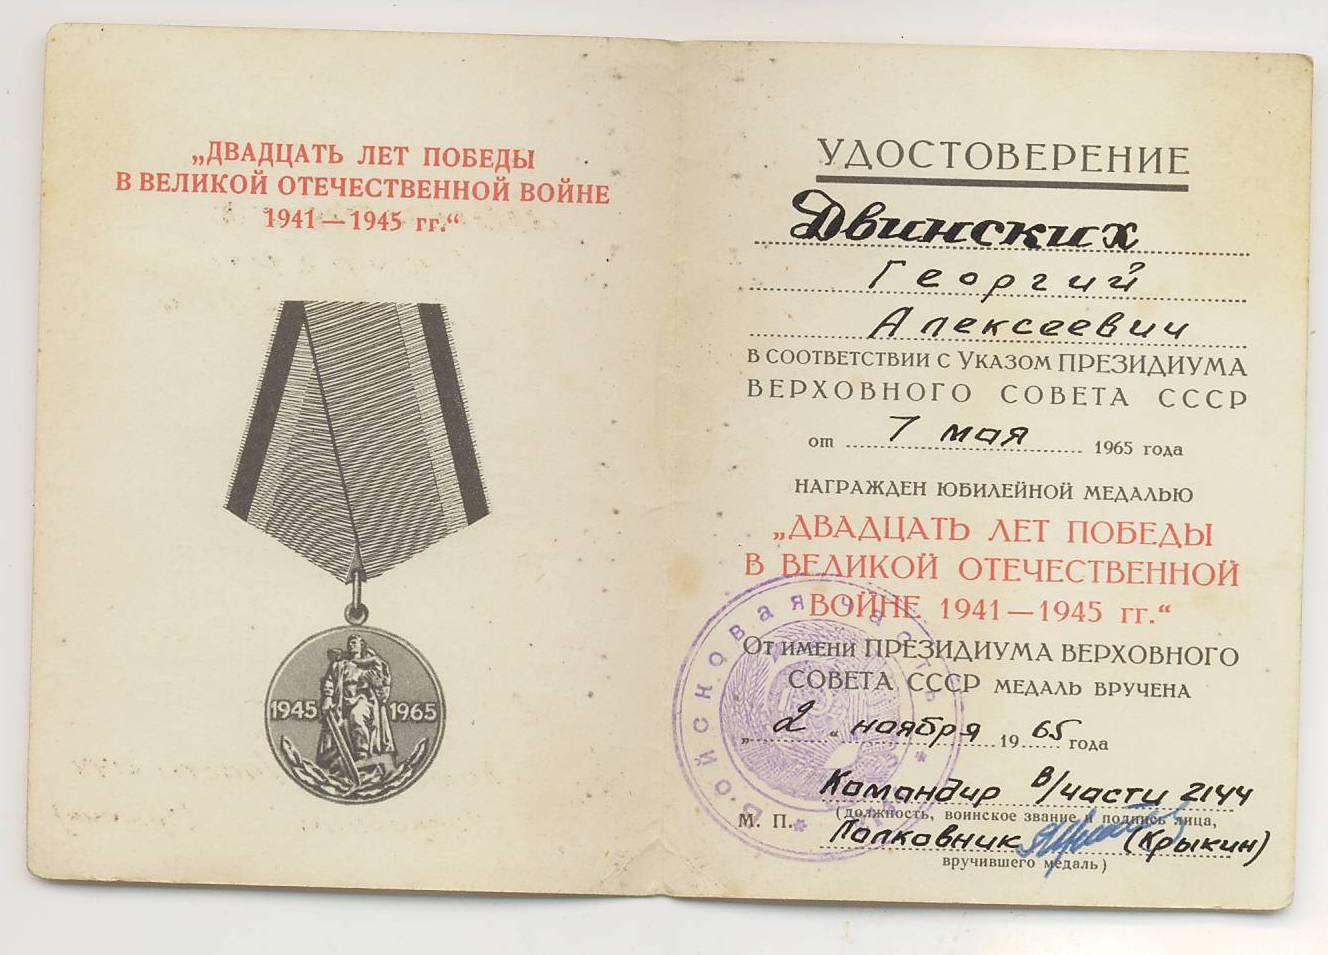 „ДВАДЦАТЬ ЛЕТ ПОБЕДЫ
В ВЕЛИКОЙ ОТЕЧЕСТВЕННОЙ ВОЙНЕ
1941—1945 гг.“
1945 1965
УДОСТОВЕРЕНИЕ
Двинских
Георгий
Алексеевич
В СООТВЕТСТВИИ С УКАЗОМ ПРЕЗИДИУМА
ВЕРХОВНОГО СОВЕТА СССР
от 7 мая 1965 года
НАГРАЖДЕН ЮБИЛЕЙНОЙ МЕДАЛЬЮ
„ДВАДЦАТЬ ЛЕТ ПОБЕДЫ
В ВЕЛИКОЙ ОТЕЧЕСТВЕННОЙ
ВОЙНЕ 1941—1945 гг.“
ОТ ИМЕНИ ПРЕЗИДИУМА ВЕРХОВНОГО
СОВЕТА СССР МЕДАЛЬ ВРУЧЕНА
„2“ ноября 1965 года
Командир в/части 2144
М. П. (должность, воинское звание и подпись лица,
Полковник (Крыкин)
вручившего медаль)
Войсковая часть